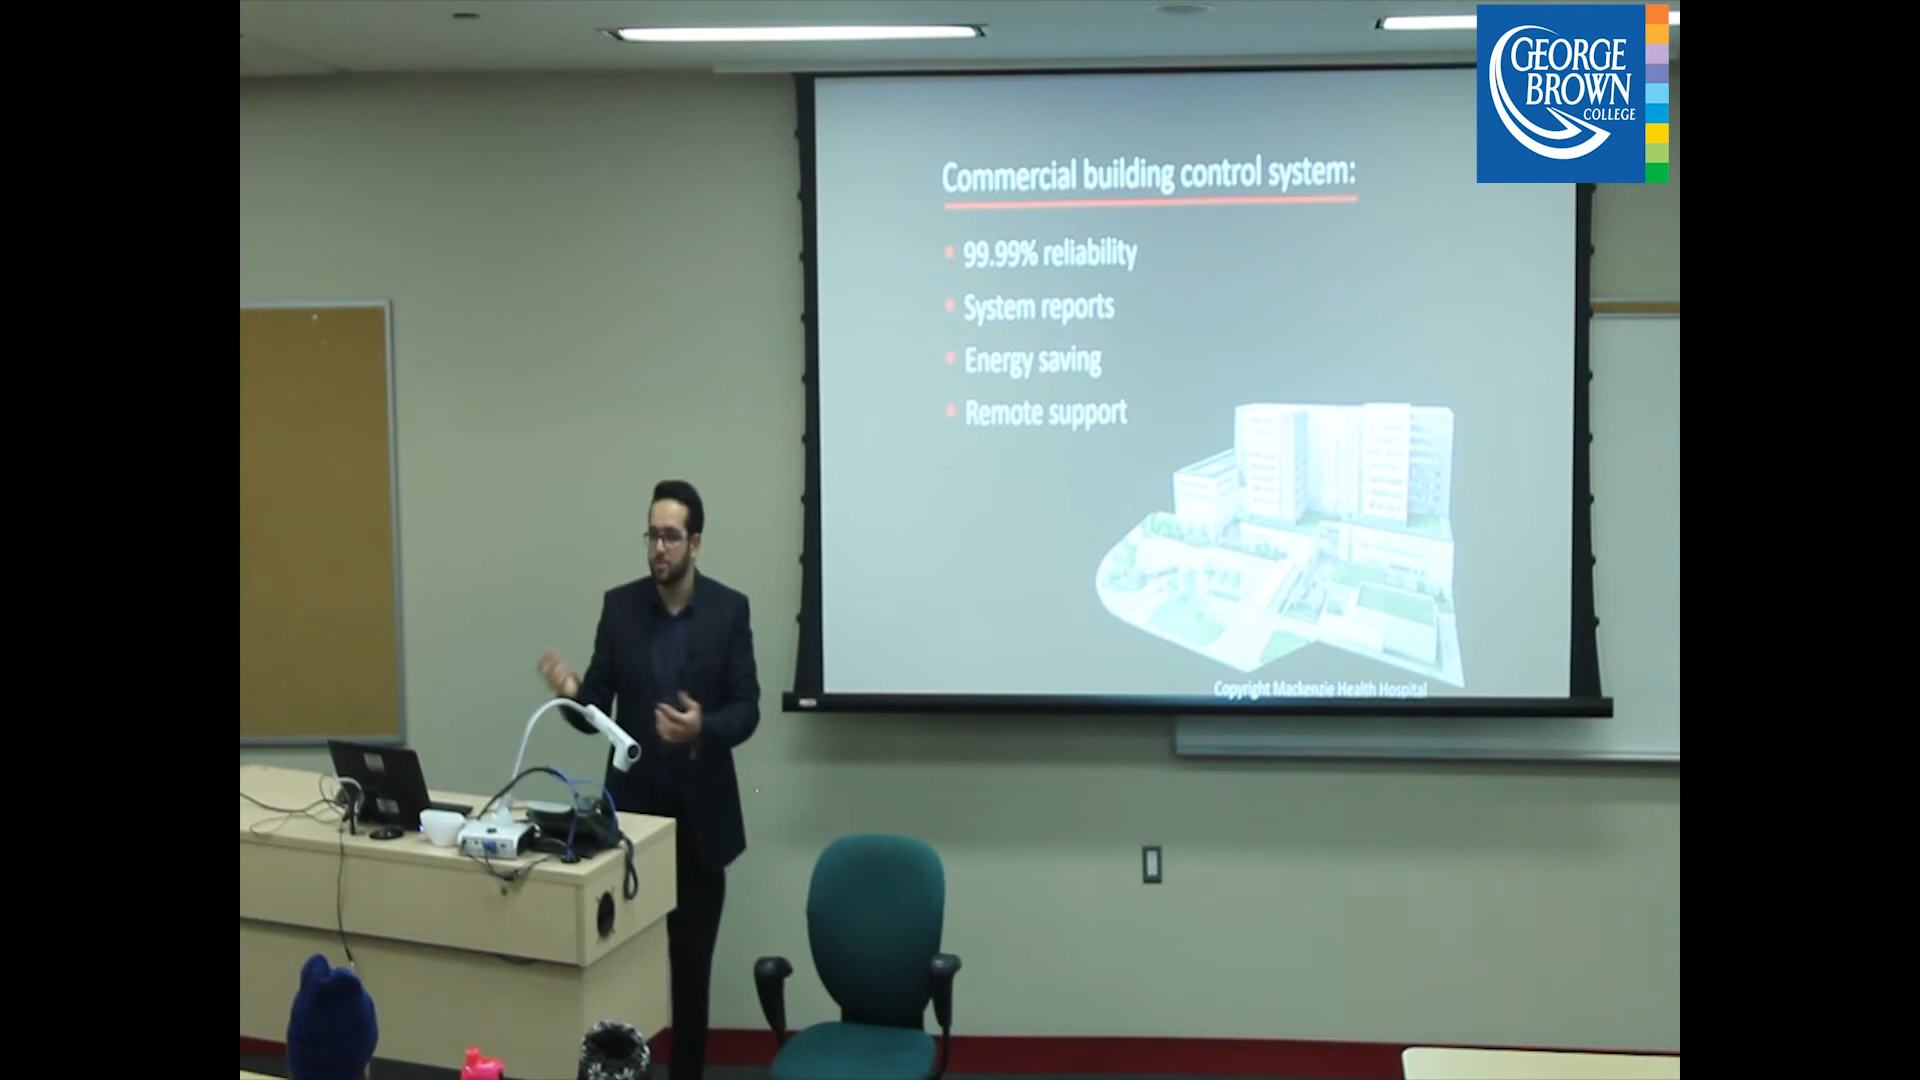 GEORGE
BROWN
COLLEGE
Commercial building control system:
99.99% reliability
System reports
Energy saving
Remote support
Copyright Mackenzie Health Hospital